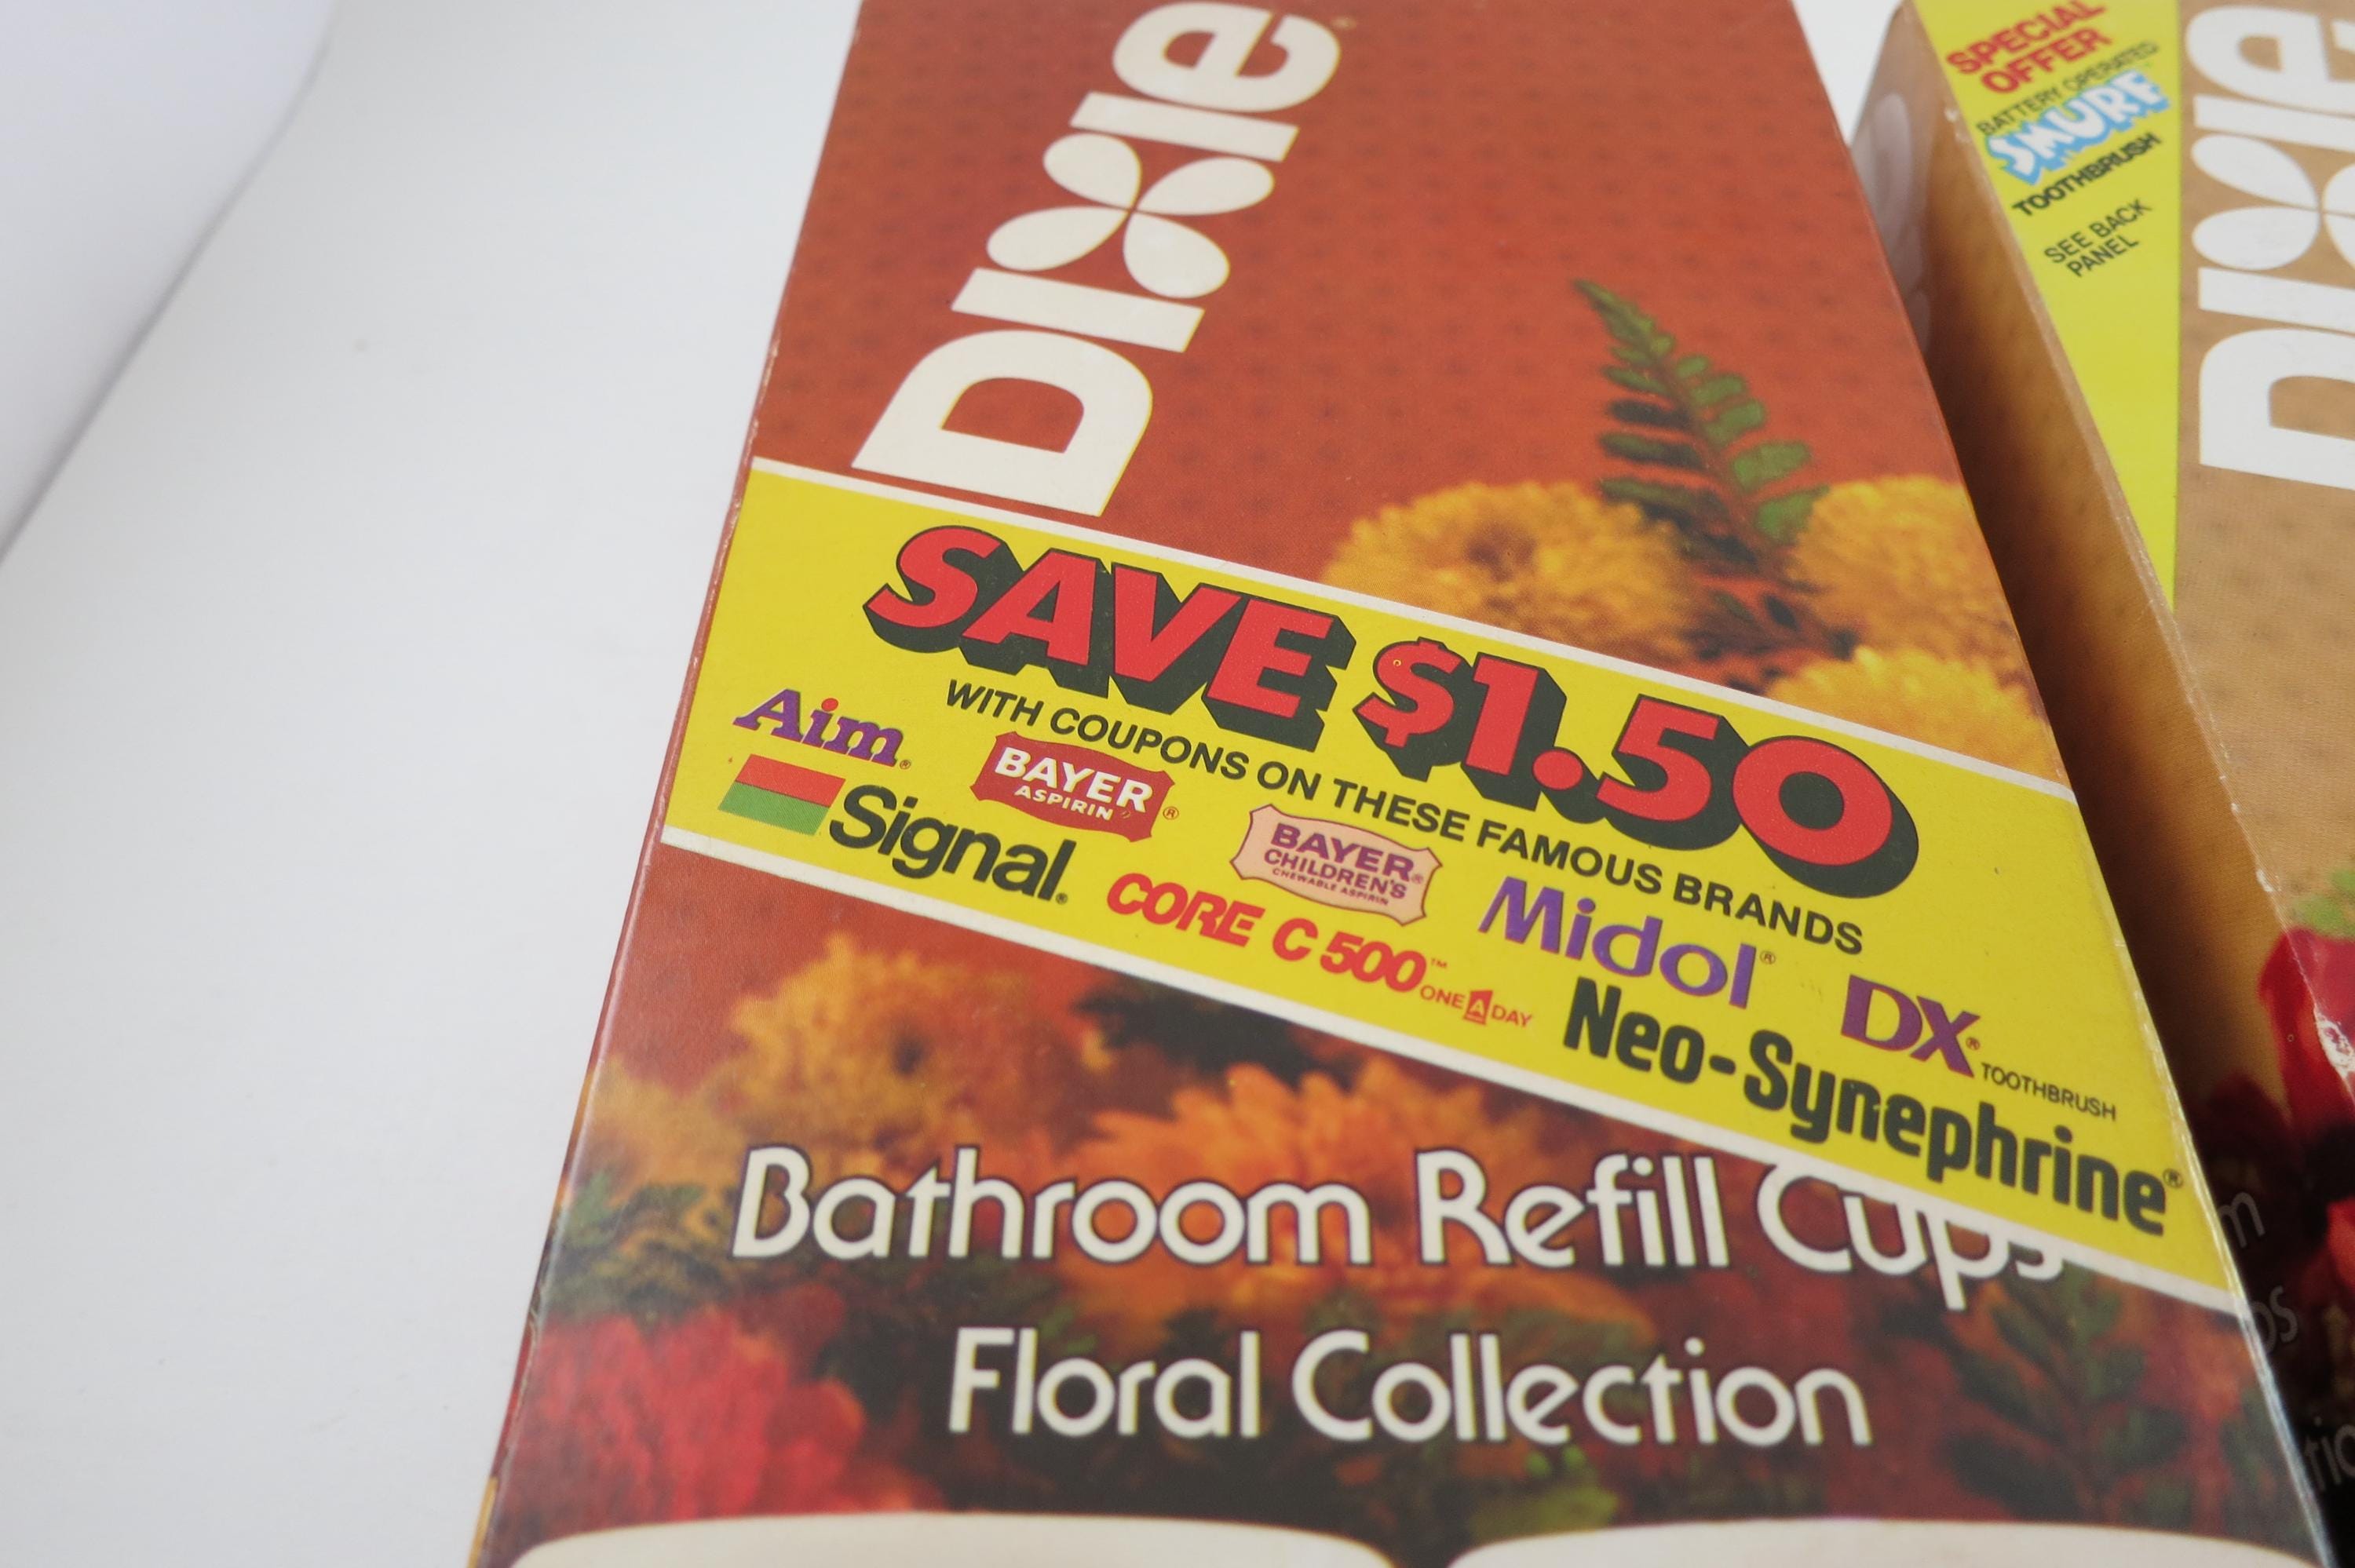 Dixie
SAVE $1.50
WITH COUPONS ON THESE FAMOUS BRANDS
Aim®
BAYER®
ASPIRIN
Signal®
BAYER®
CHILDREN'S
CHEWABLE ASPIRIN
CORE C 500™
ONE A DAY
Midol®
DX® TOOTHBRUSH
Neo-Synephrine®
Bathroom Refill Cups
Floral Collection
SPECIAL
OFFER
BATTERY OPERATED
SMURF
TOOTHBRUSH
SEE BACK
PANEL
Dixie